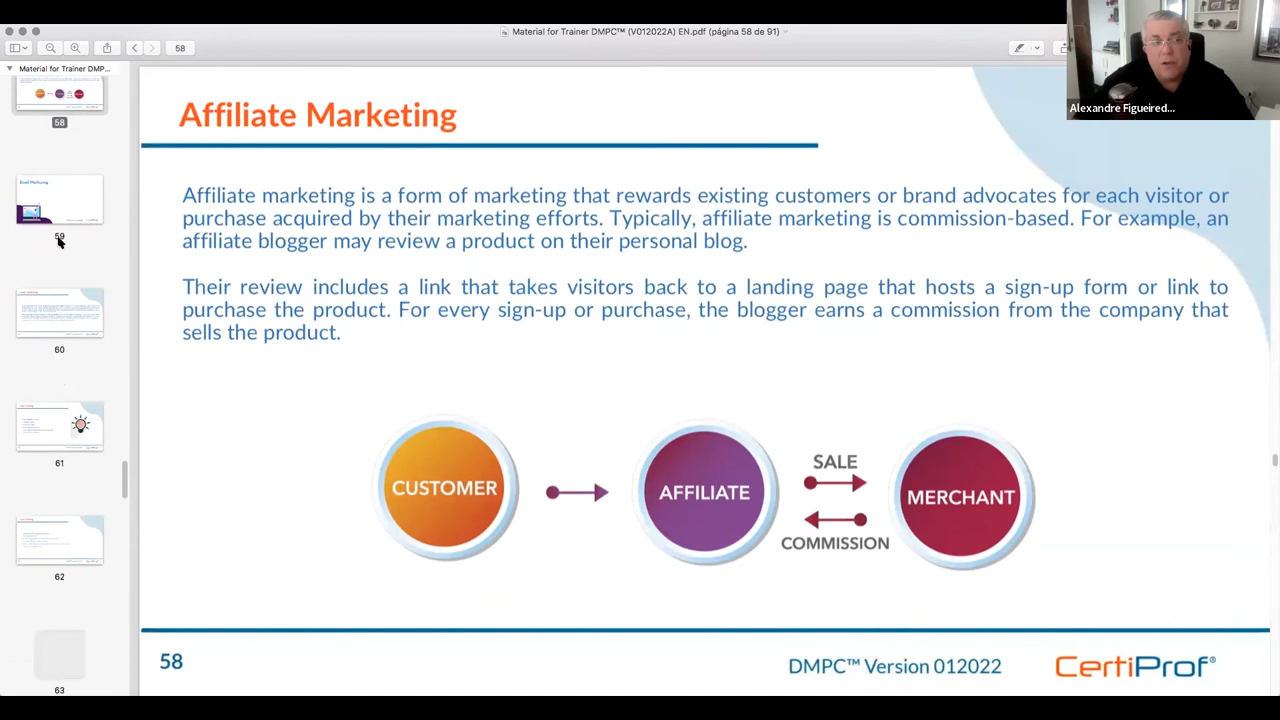 Material for Trainer DMPC™ (V012022A) EN.pdf (página 58 de 91)
58
Material for Trainer DMP...
58
59
60
61
62
63
Alexandre Figueired...
Affiliate Marketing
Affiliate marketing is a form of marketing that rewards existing customers or brand advocates for each visitor or
purchase acquired by their marketing efforts. Typically, affiliate marketing is commission-based. For example, an
affiliate blogger may review a product on their personal blog.
Their review includes a link that takes visitors back to a landing page that hosts a sign-up form or link to
purchase the product. For every sign-up or purchase, the blogger earns a commission from the company that
sells the product.
CUSTOMER
AFFILIATE
SALE
COMMISSION
MERCHANT
58
DMPC™ Version 012022
CertiProf®